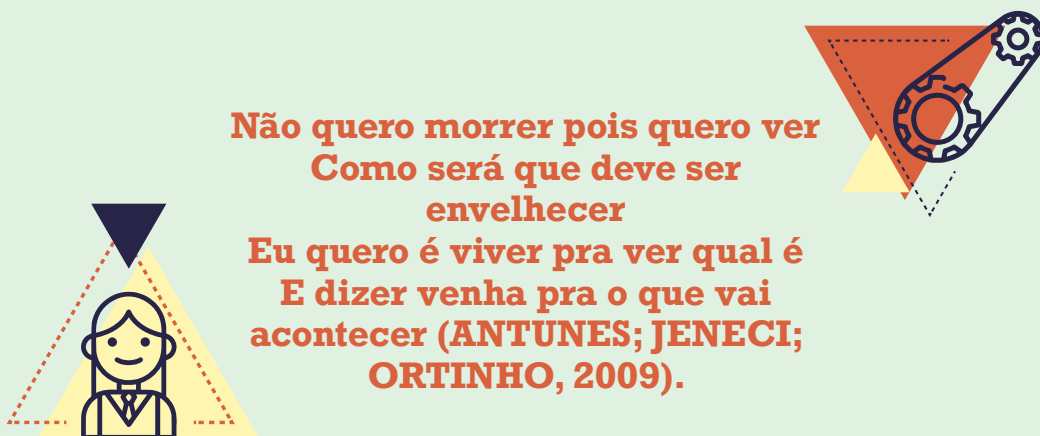 Não quero morrer pois quero ver
Como será que deve ser
envelhecer
Eu quero é viver pra ver qual é
E dizer venha pra o que vai
acontecer (ANTUNES; JENECI;
ORTINHO, 2009).